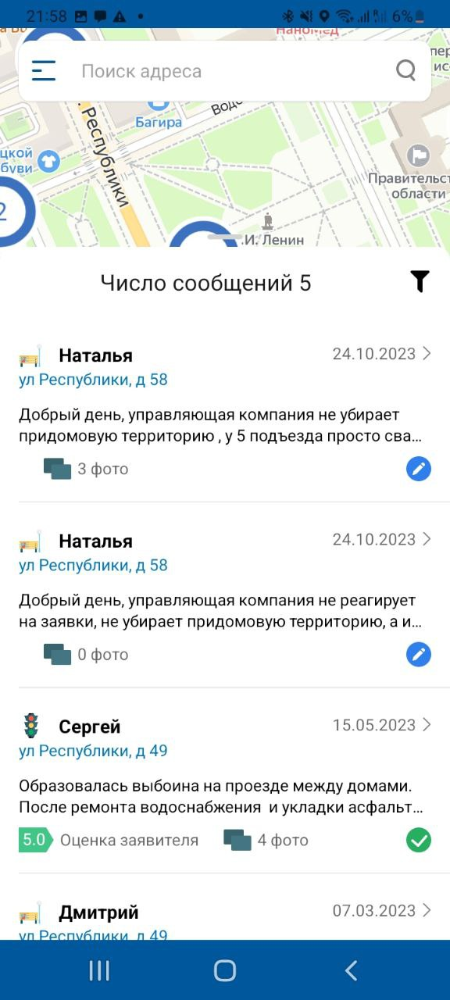 21:58
6%
НаноМед
Поиск адреса
Республики
Багира
Водо
цкой
обуви
2
Правительст
области
.И. Ленин
Число сообщений 5
Наталья
24.10.2023
ул Республики, д 58
Добрый день, управляющая компания не убирает
придомовую территорию , у 5 подъезда просто сва...
3 фото
Наталья
24.10.2023
ул Республики, д 58
Добрый день, управляющая компания не реагирует
на заявки, не убирает придомовую территорию, а и...
0 фото
Сергей
15.05.2023
ул Республики, д 49
Образовалась выбоина на проезде между домами.
После ремонта водоснабжения и укладки асфальт...
5.0 Оценка заявителя
4 фото
Дмитрий
07.03.2023
ул Республики, д 49